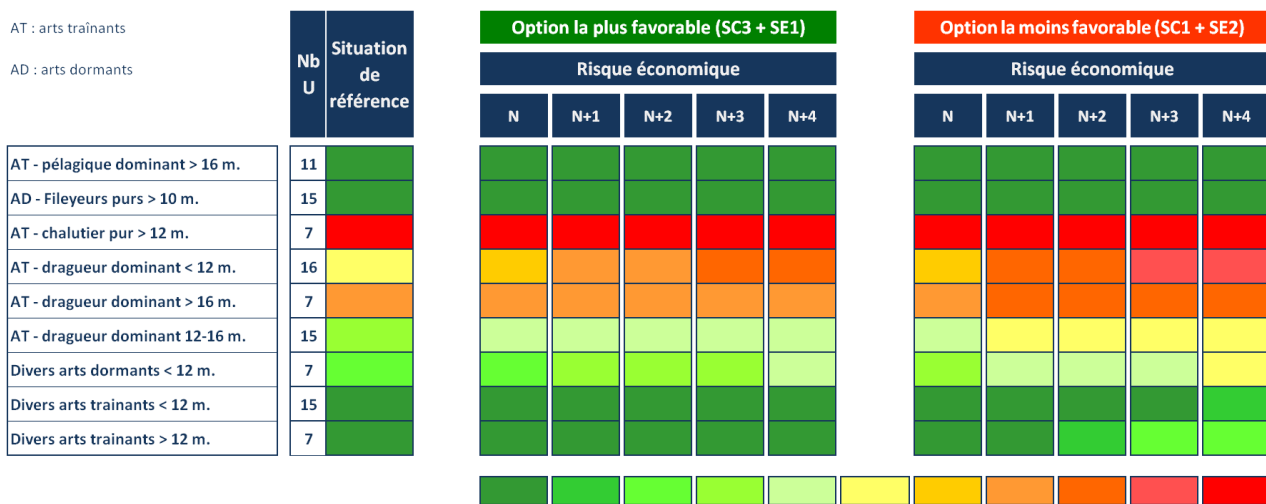 AT : arts traînants
AD : arts dormants
Nb U
Situation de référence
Option la plus favorable (SC3 + SE1)
Option la moins favorable (SC1 + SE2)
Risque économique
Risque économique
N N+1 N+2 N+3 N+4
N N+1 N+2 N+3 N+4
AT - pélagique dominant > 16 m. 11
AD - Fileyeurs purs > 10 m. 15
AT - chalutier pur > 12 m. 7
AT - dragueur dominant < 12 m. 16
AT - dragueur dominant > 16 m. 7
AT - dragueur dominant 12-16 m. 15
Divers arts dormants < 12 m. 7
Divers arts trainants < 12 m. 15
Divers arts trainants > 12 m. 7